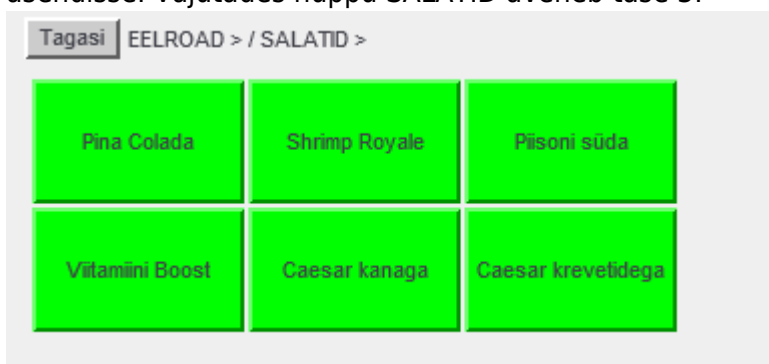 Tagasi EELROAD > / SALATID >
Pina Colada Shrimp Royale Piisoni süda
Viitamiini Boost Caesar kanaga Caesar krevetidega